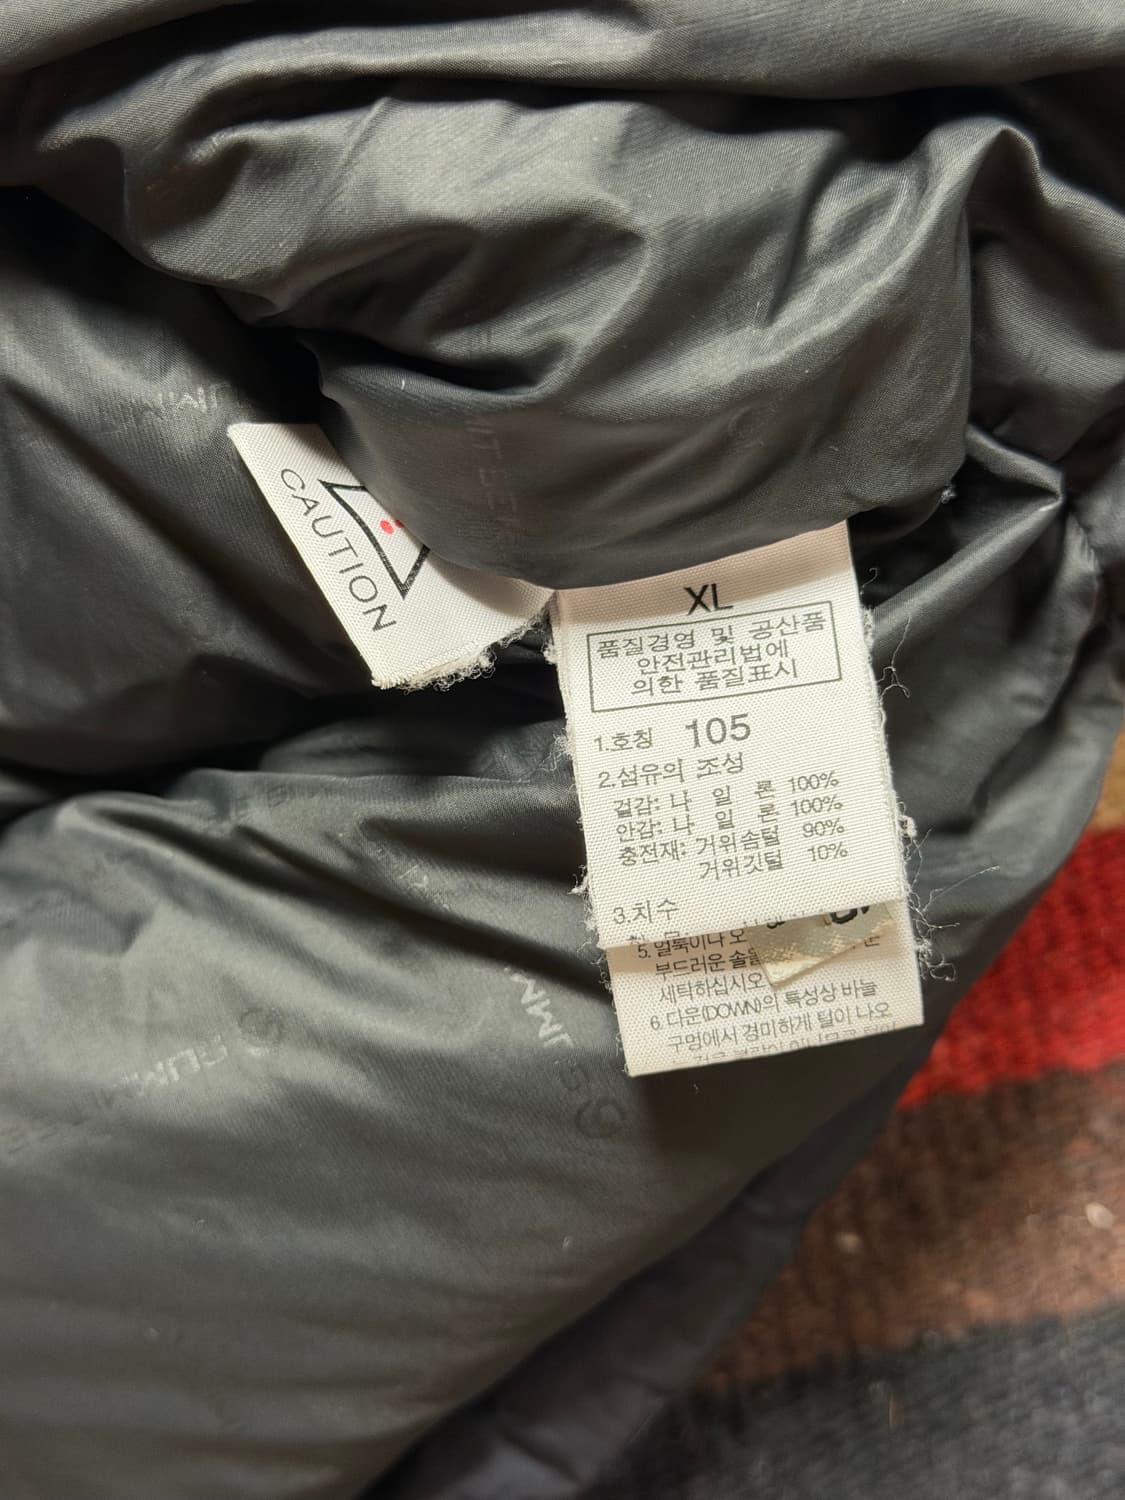 CAUTION
XL
품질경영 및 공산품
안전관리법에
의한 품질표시
1.호칭 105
2.섬유의 조성
겉감: 나 일 론 100%
안감: 나 일 론 100%
충전재: 거위솜털 90%
거위깃털 10%
3.치수
5. 얼룩이나 오
부드러운 솔
세탁하십시오
6. 다운(DOWN)의 특성상 바늘
구멍에서 경미하게 털이 나오